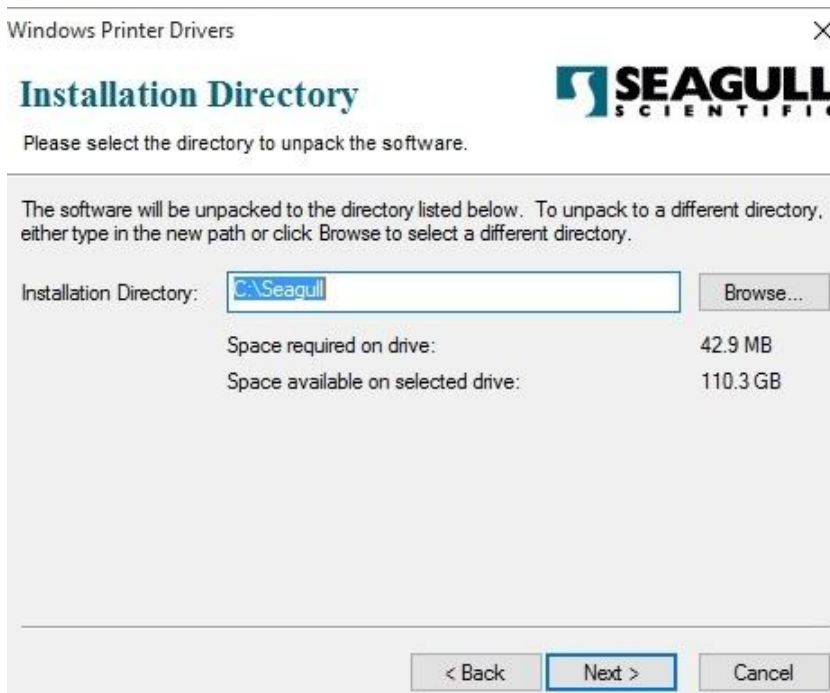 Windows Printer Drivers
Installation Directory
SEAGULL
SCIENTIFIC
Please select the directory to unpack the software.
The software will be unpacked to the directory listed below. To unpack to a different directory,
either type in the new path or click Browse to select a different directory.
Installation Directory: C:\Seagull Browse...
Space required on drive: 42.9 MB
Space available on selected drive: 110.3 GB
< Back Next > Cancel